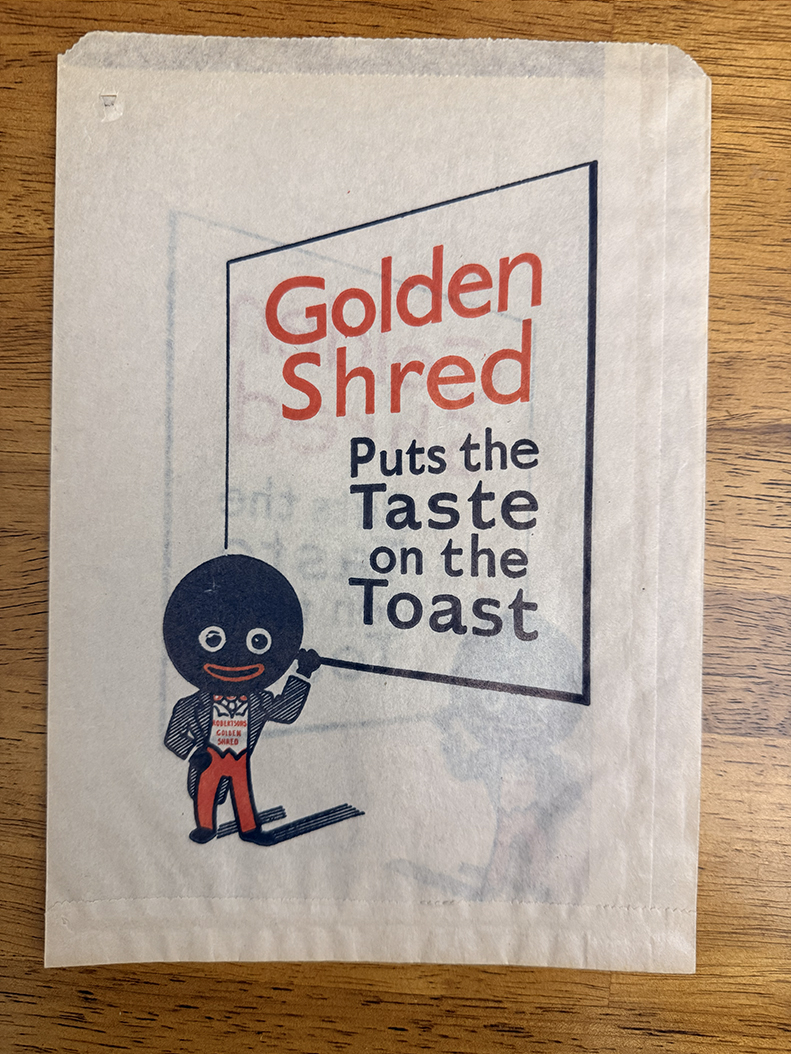 Golden
Shred
Puts the
Taste
on the
Toast
ROBERTSONS
GOLDEN
SHRED